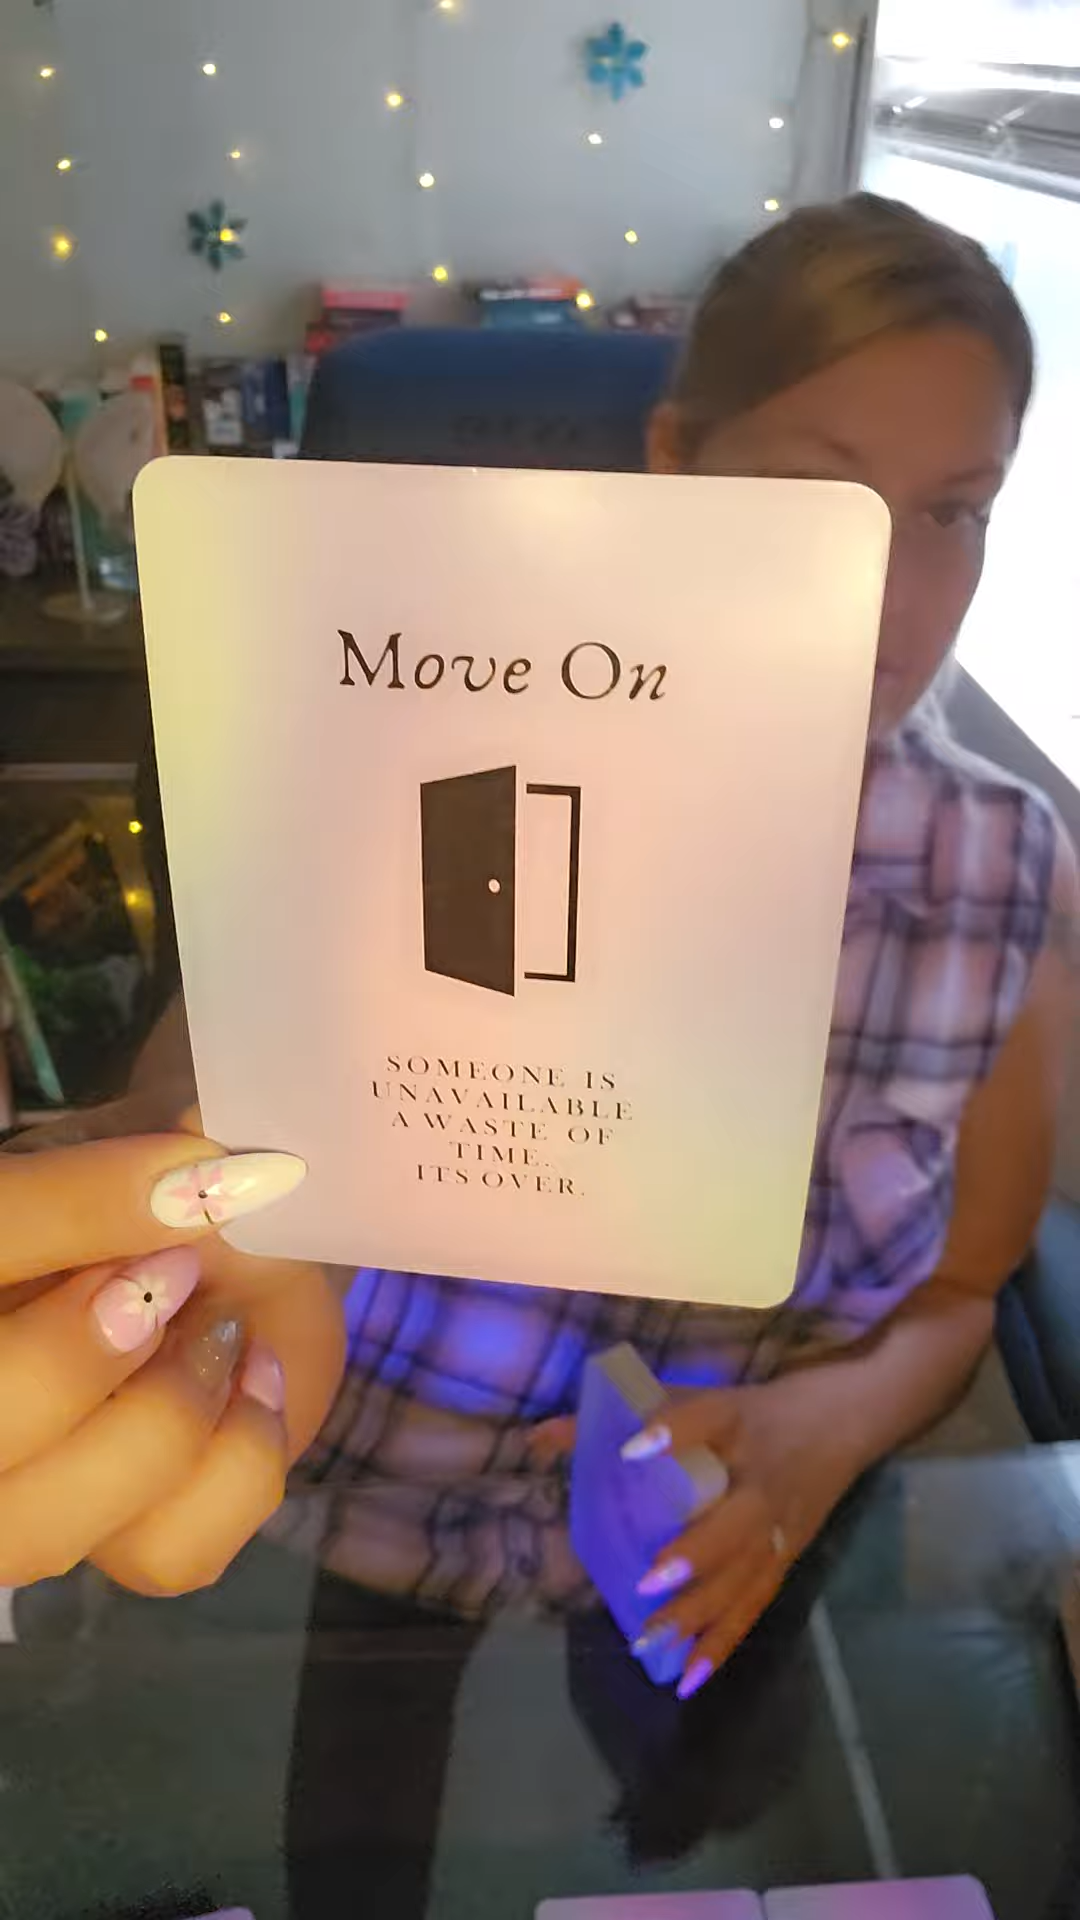 Move On
SOMEONE IS
UNAVAILABLE
A WASTE OF
TIME.
ITS OVER.